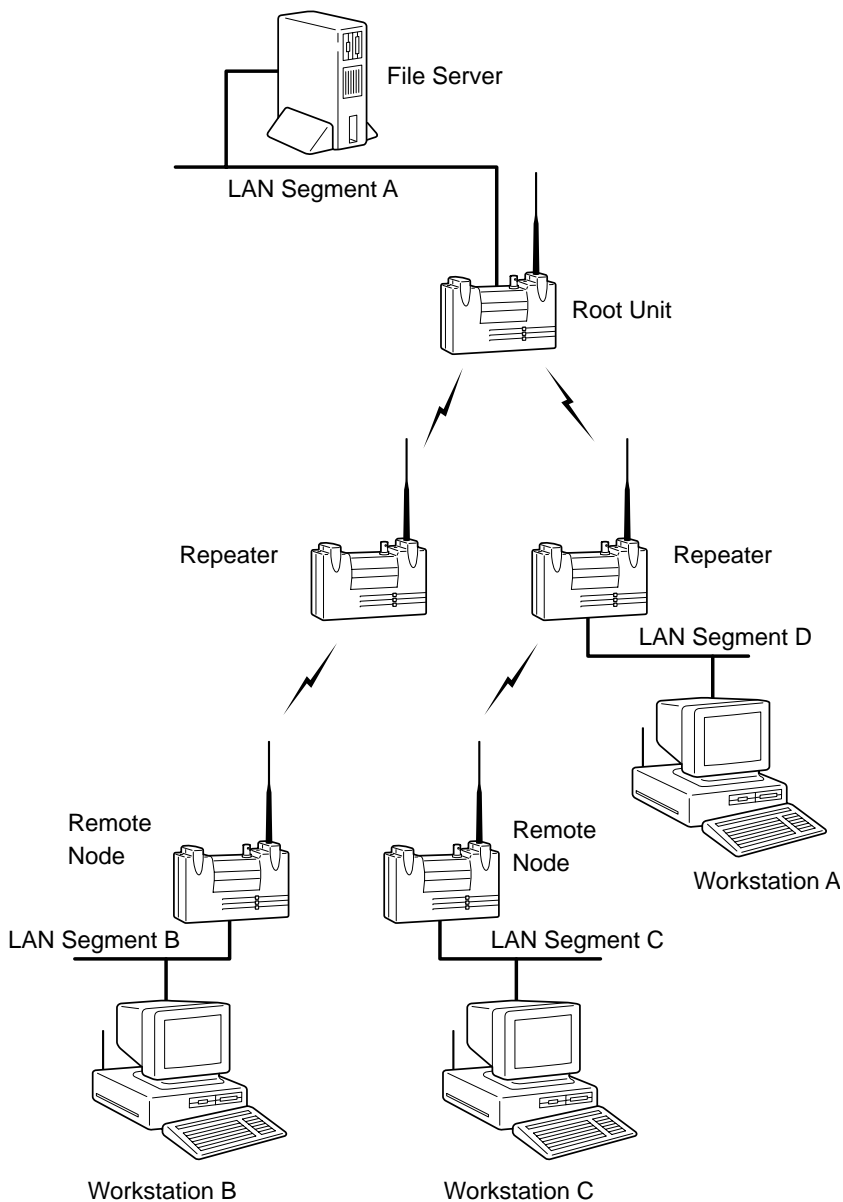 File Server
LAN Segment A
Root Unit
Repeater
Repeater
LAN Segment D
Remote
Node
Remote
Node
Workstation A
LAN Segment B
LAN Segment C
Workstation B
Workstation C